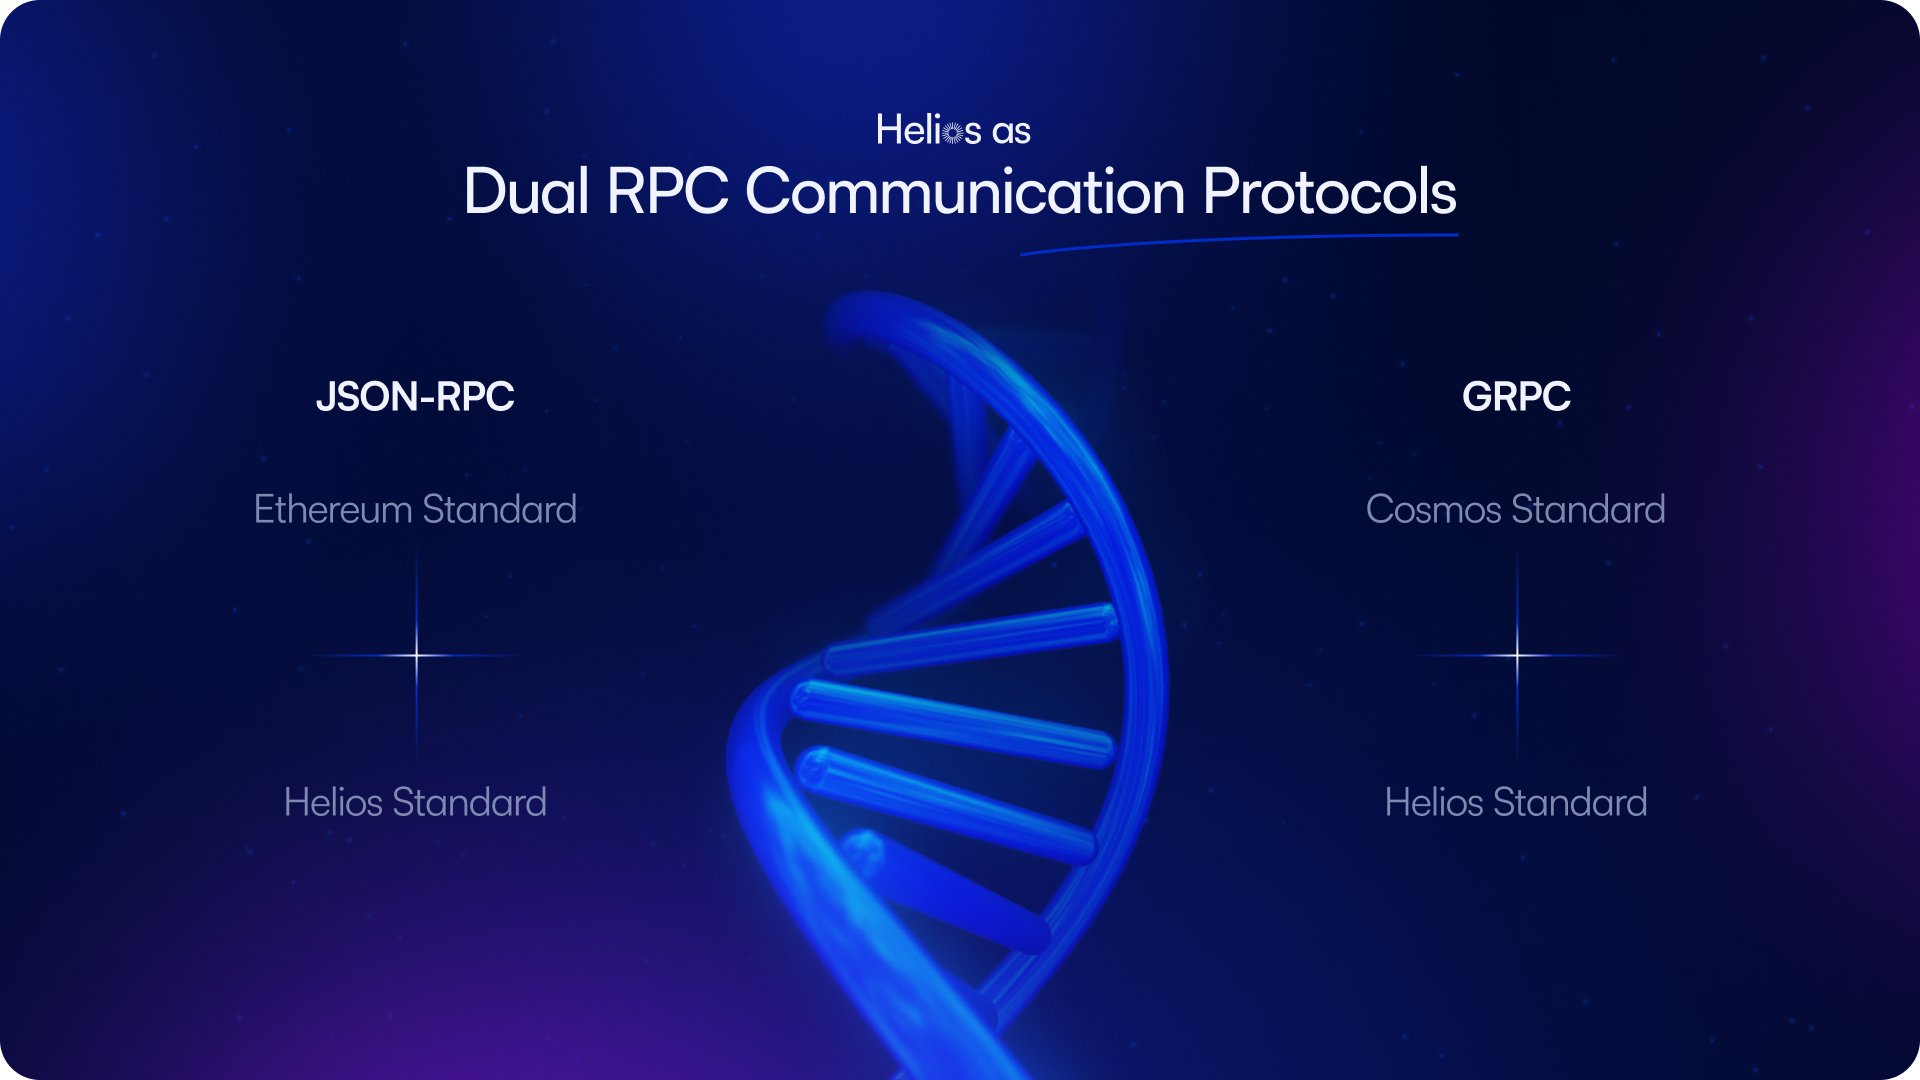 Helios as
Dual RPC Communication Protocols
JSON-RPC
Ethereum Standard
Helios Standard
GRPC
Cosmos Standard
Helios Standard